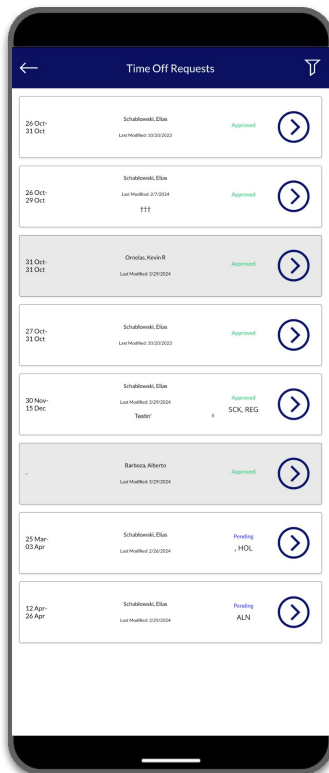 Time Off Requests
26 Oct-
31 Oct
Schablowski, Elias
Last Modified: 10/20/2023
Approved
26 Oct-
29 Oct
Schablowski, Elias
Last Modified: 2/7/2024
†††
Approved
31 Oct-
31 Oct
Ornelas, Kevin R
Last Modified: 3/29/2024
Approved
27 Oct-
31 Oct
Schablowski, Elias
Last Modified: 10/20/2023
Approved
30 Nov-
15 Dec
Schablowski, Elias
Last Modified: 3/29/2024
Testin'
Approved
SCK, REG
-
Barboza, Alberto
Last Modified: 3/29/2024
Approved
25 Mar-
03 Apr
Schablowski, Elias
Last Modified: 2/26/2024
Pending
, HOL
12 Apr-
26 Apr
Schablowski, Elias
Last Modified: 3/29/2024
Pending
ALN